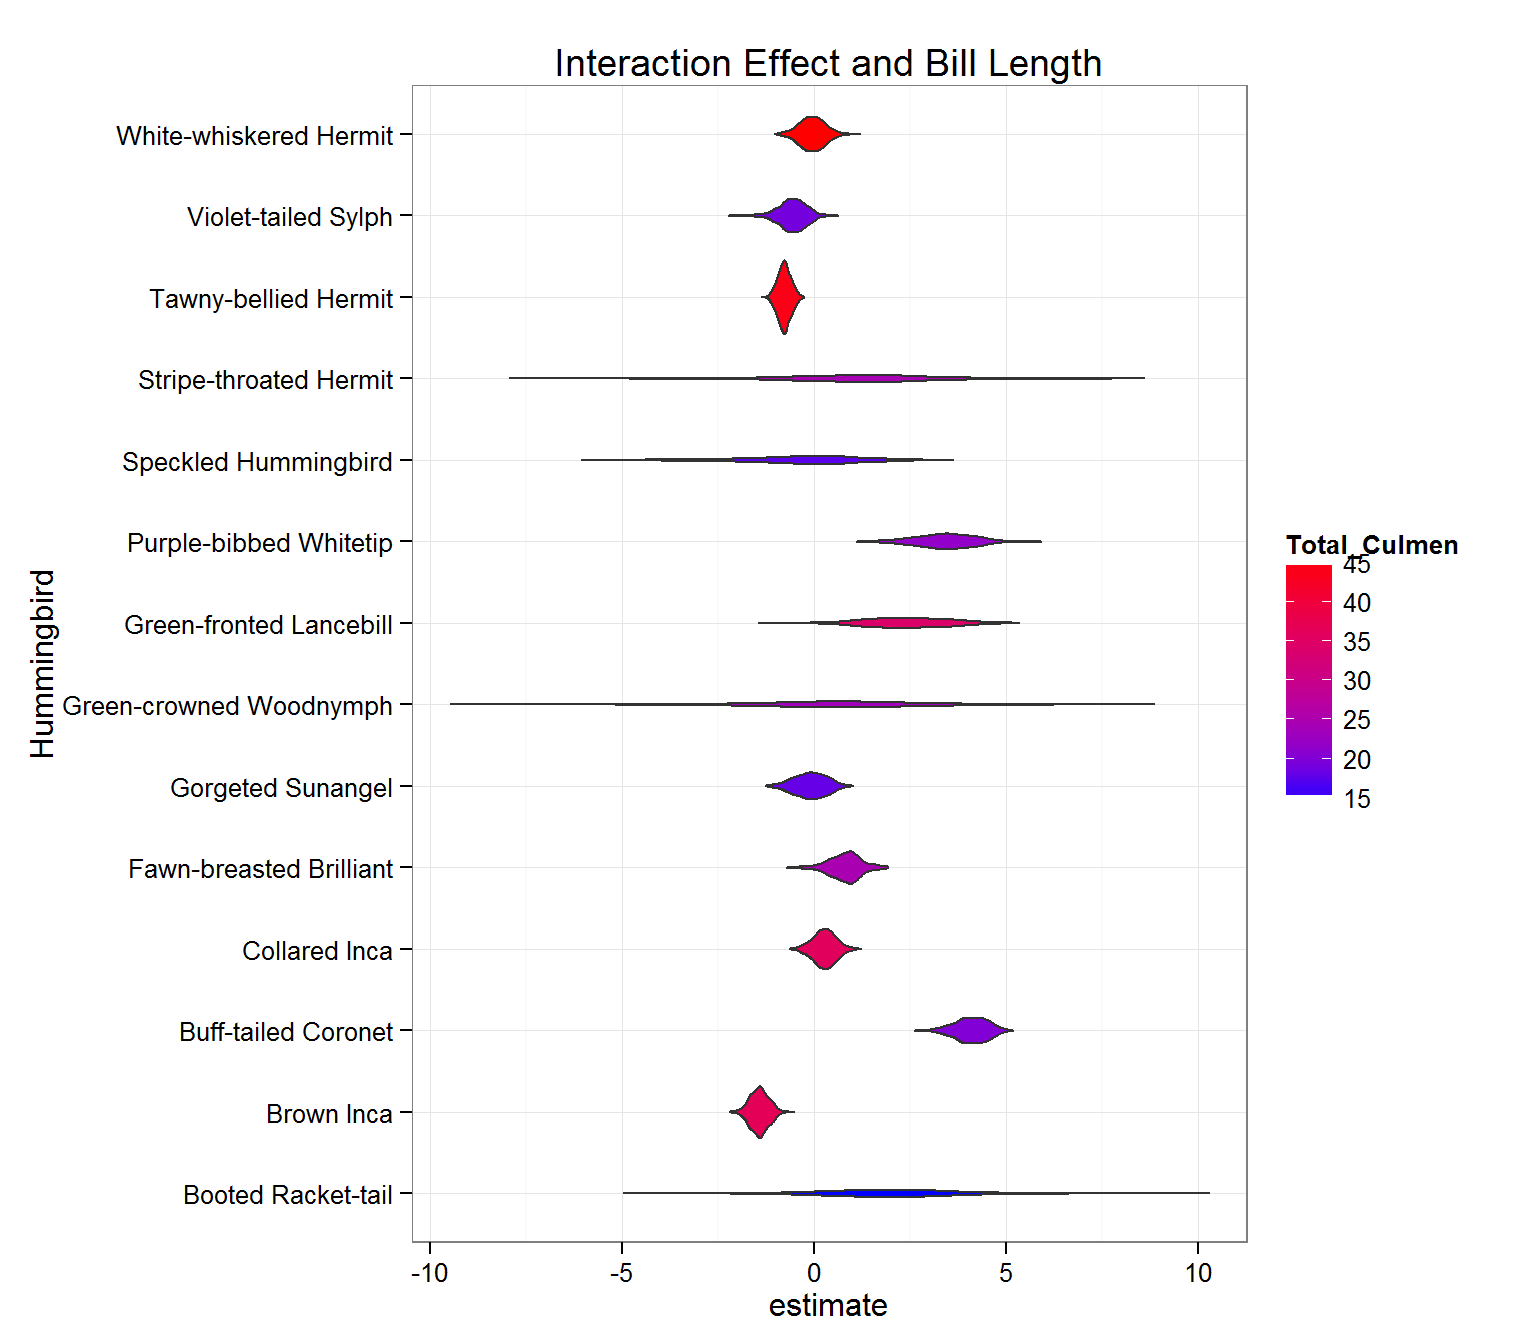 Interaction Effect and Bill Length
White-whiskered Hermit
Violet-tailed Sylph
Tawny-bellied Hermit
Stripe-throated Hermit
Speckled Hummingbird
Purple-bibbed Whitetip
Green-fronted Lancebill
Green-crowned Woodnymph
Gorgeted Sunangel
Fawn-breasted Brilliant
Collared Inca
Buff-tailed Coronet
Brown Inca
Booted Racket-tail
Hummingbird
-10 -5 0 5 10
estimate
Total_Culmen
45
40
35
30
25
20
15